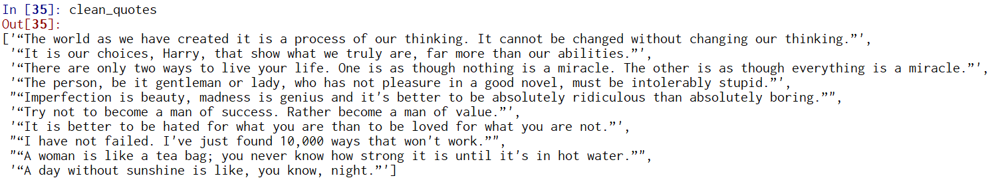 In [35]: clean_quotes
Out[35]:
['“The world as we have created it is a process of our thinking. It cannot be changed without changing our thinking.”',
 '“It is our choices, Harry, that show what we truly are, far more than our abilities.”',
 '“There are only two ways to live your life. One is as though nothing is a miracle. The other is as though everything is a miracle.”',
 '“The person, be it gentleman or lady, who has not pleasure in a good novel, must be intolerably stupid.”',
 "“Imperfection is beauty, madness is genius and it's better to be absolutely ridiculous than absolutely boring.”",
 '“Try not to become a man of success. Rather become a man of value.”',
 '“It is better to be hated for what you are than to be loved for what you are not.”',
 "“I have not failed. I've just found 10,000 ways that won't work.”",
 "“A woman is like a tea bag; you never know how strong it is until it's in hot water.”",
 '“A day without sunshine is like, you know, night.”']